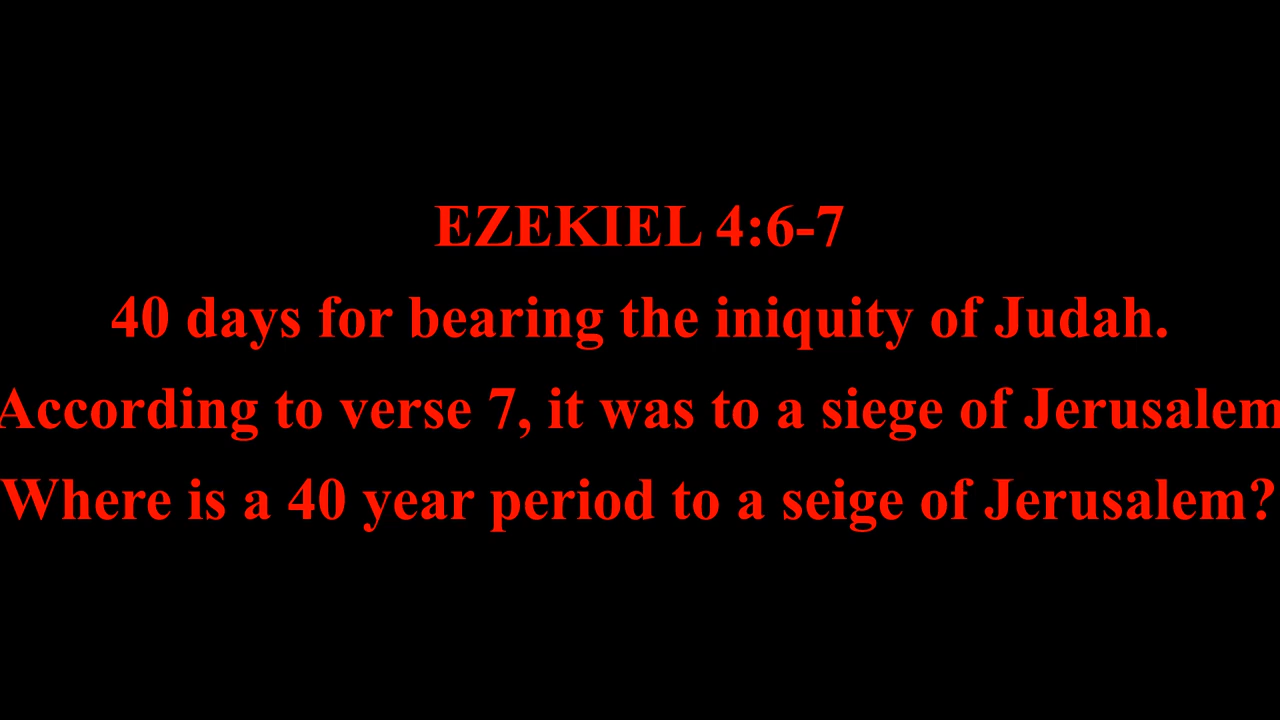 EZEKIEL 4:6-7
40 days for bearing the iniquity of Judah.
According to verse 7, it was to a siege of Jerusalem
Where is a 40 year period to a seige of Jerusalem?